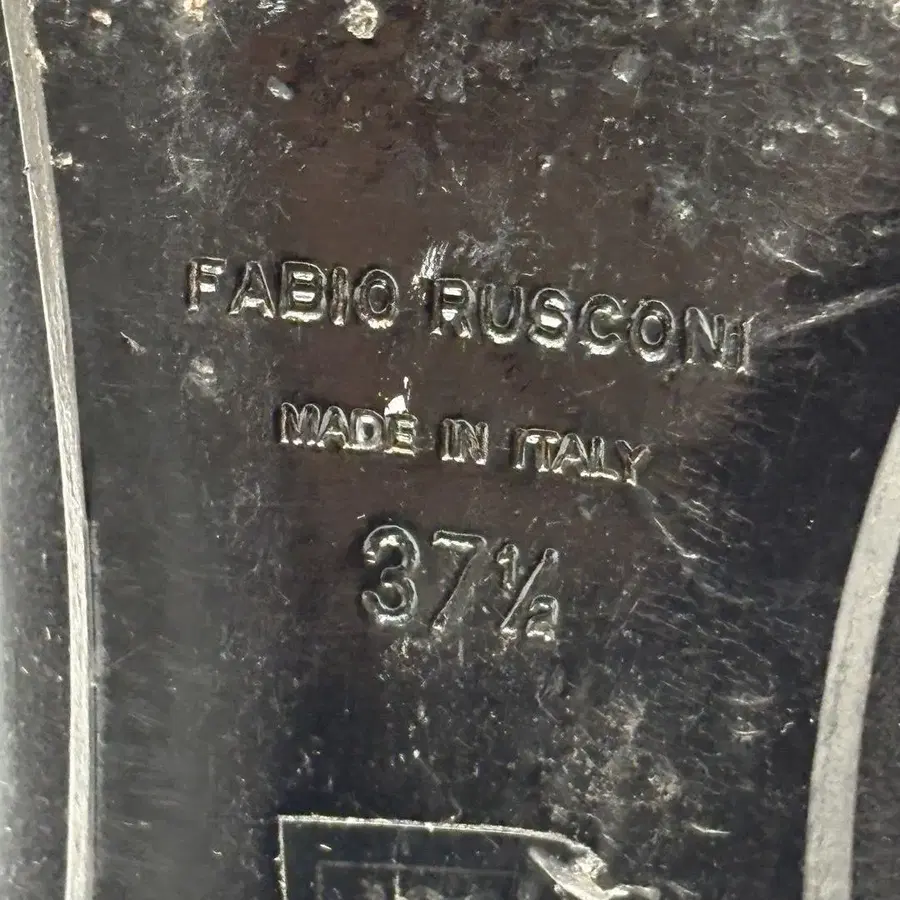 FABIO RUSCONI
MADE IN ITALY
37½